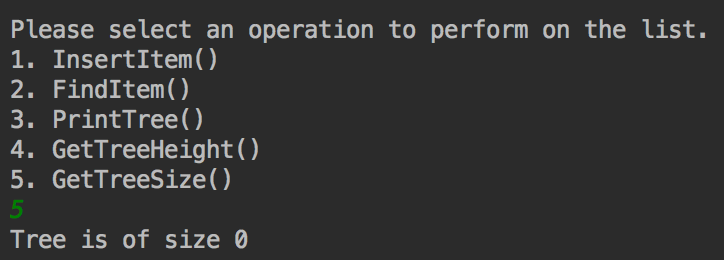 Please select an operation to perform on the list.
1. InsertItem()
2. FindItem()
3. PrintTree()
4. GetTreeHeight()
5. GetTreeSize()
5
Tree is of size 0